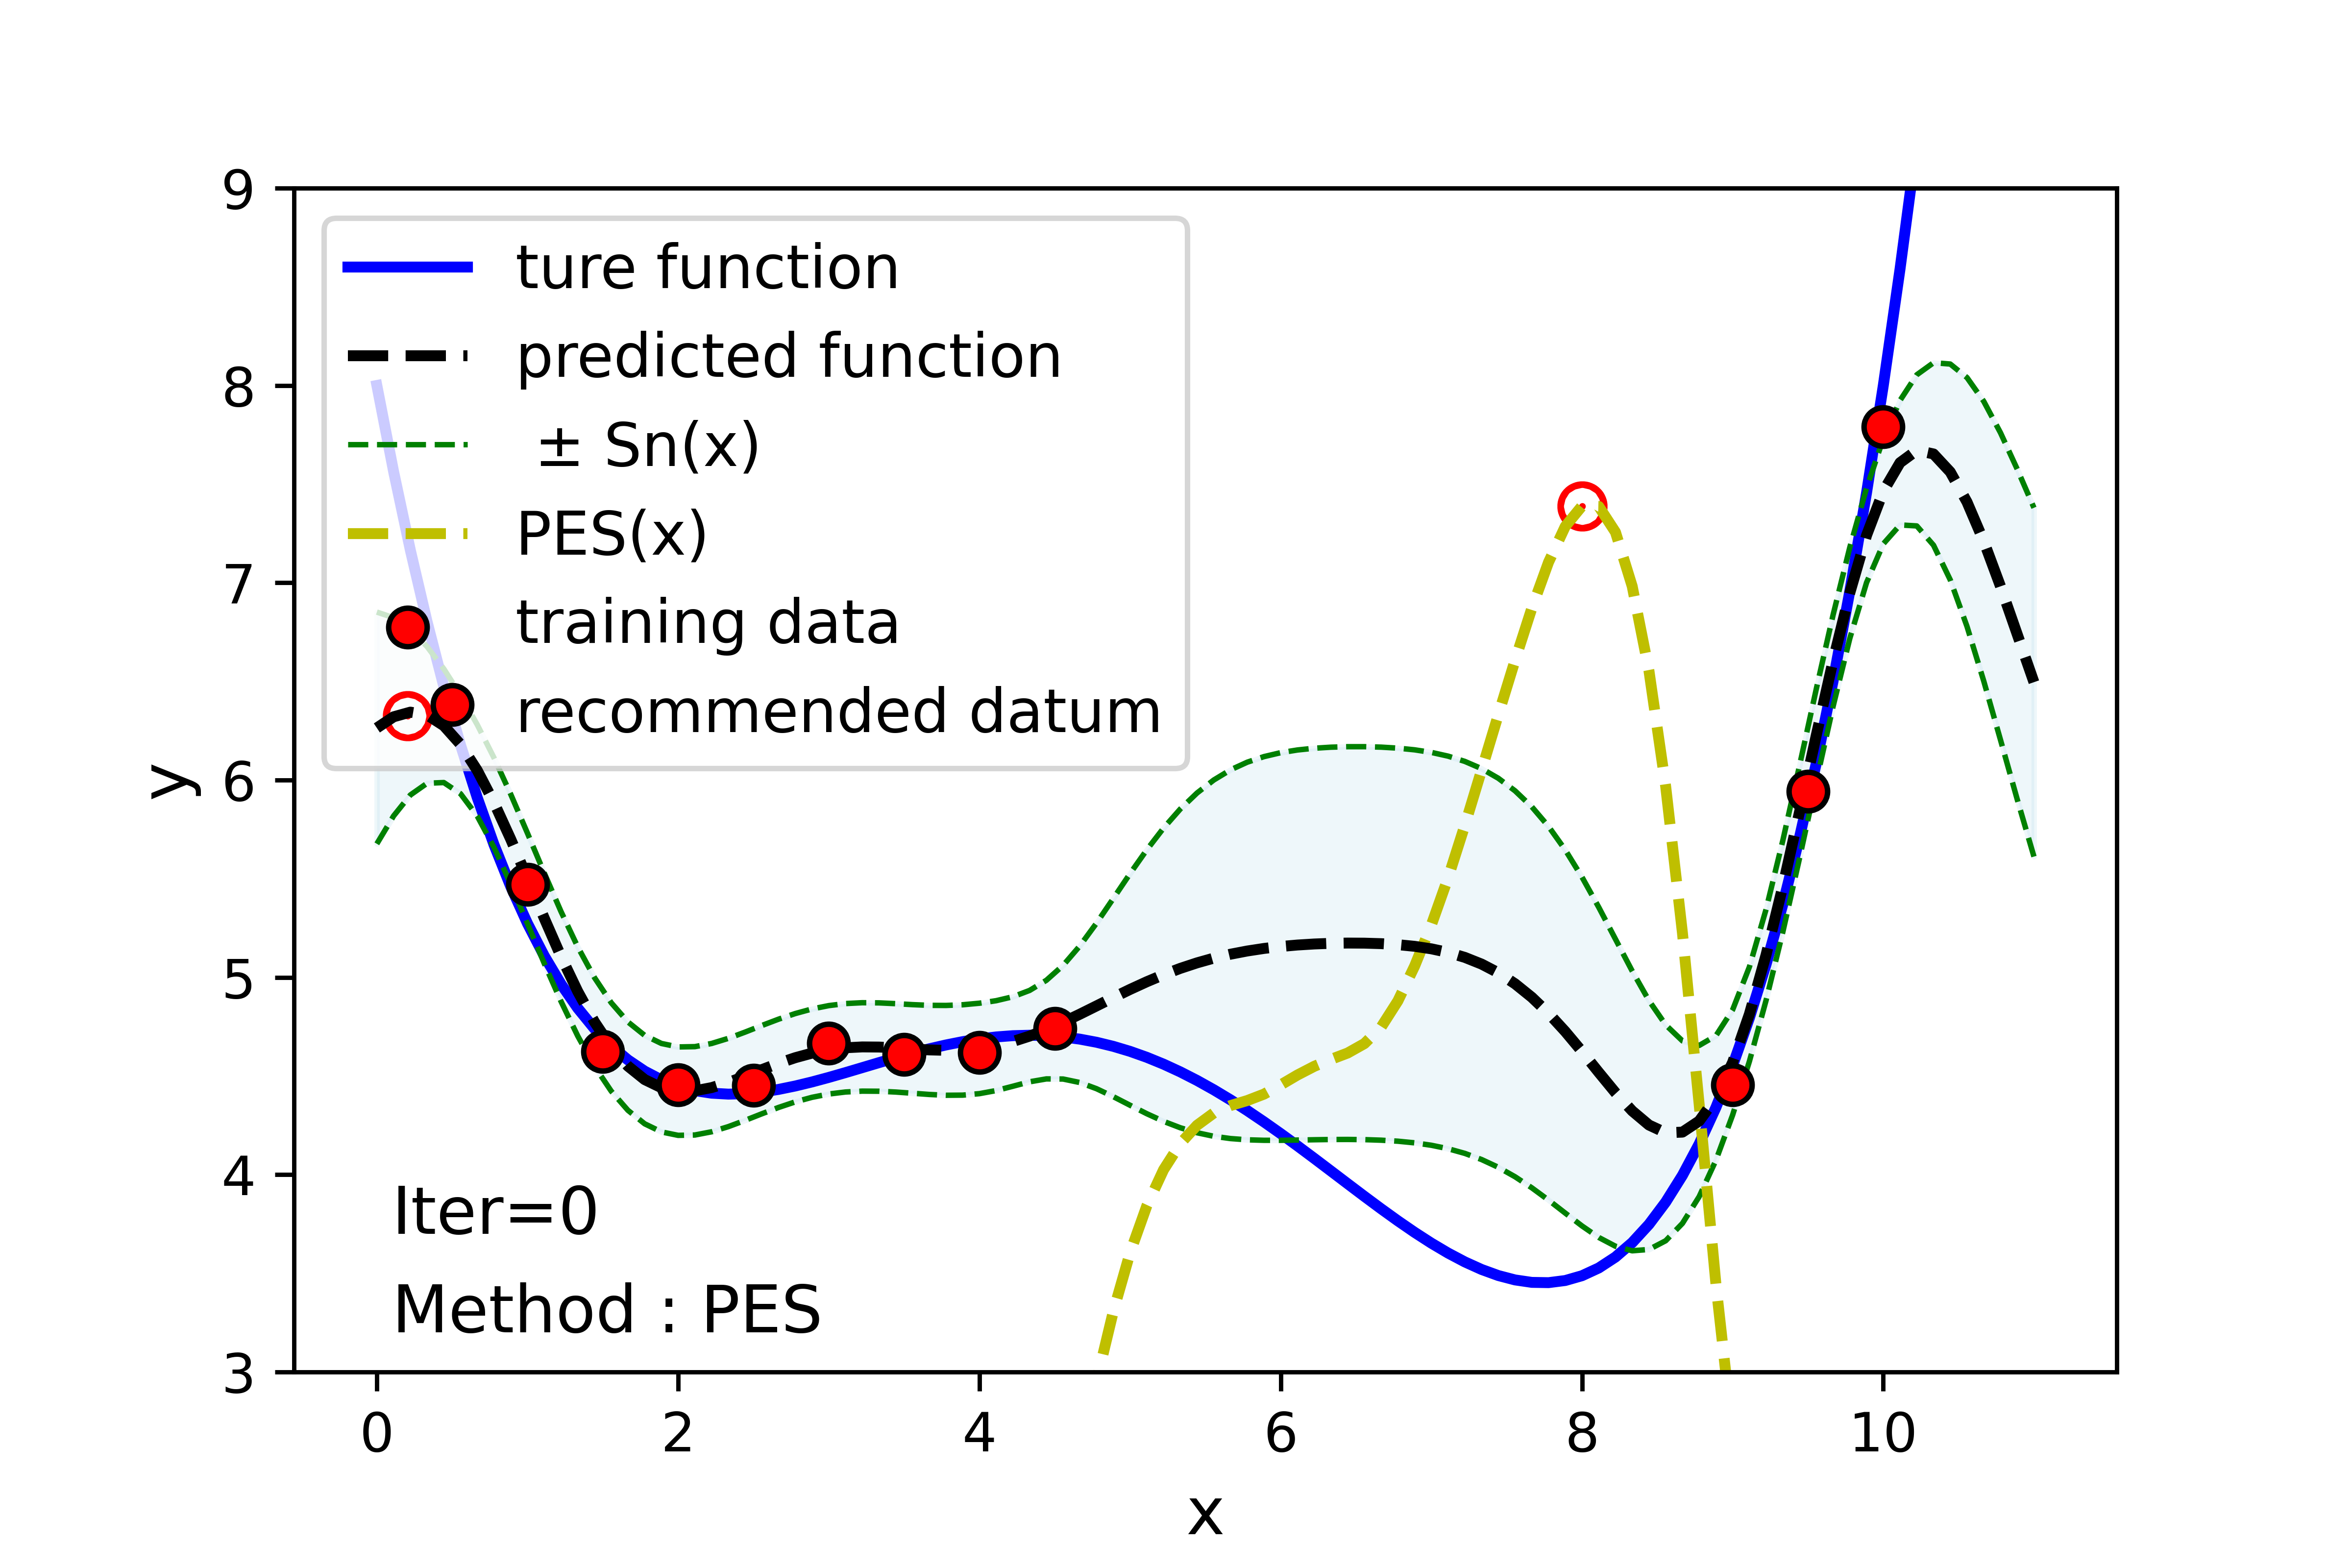 9
8
7
6
5
4
3
y
ture function
predicted function
± Sn(x)
PES(x)
training data
recommended datum
Iter=0
Method : PES
0 2 4 6 8 10
x